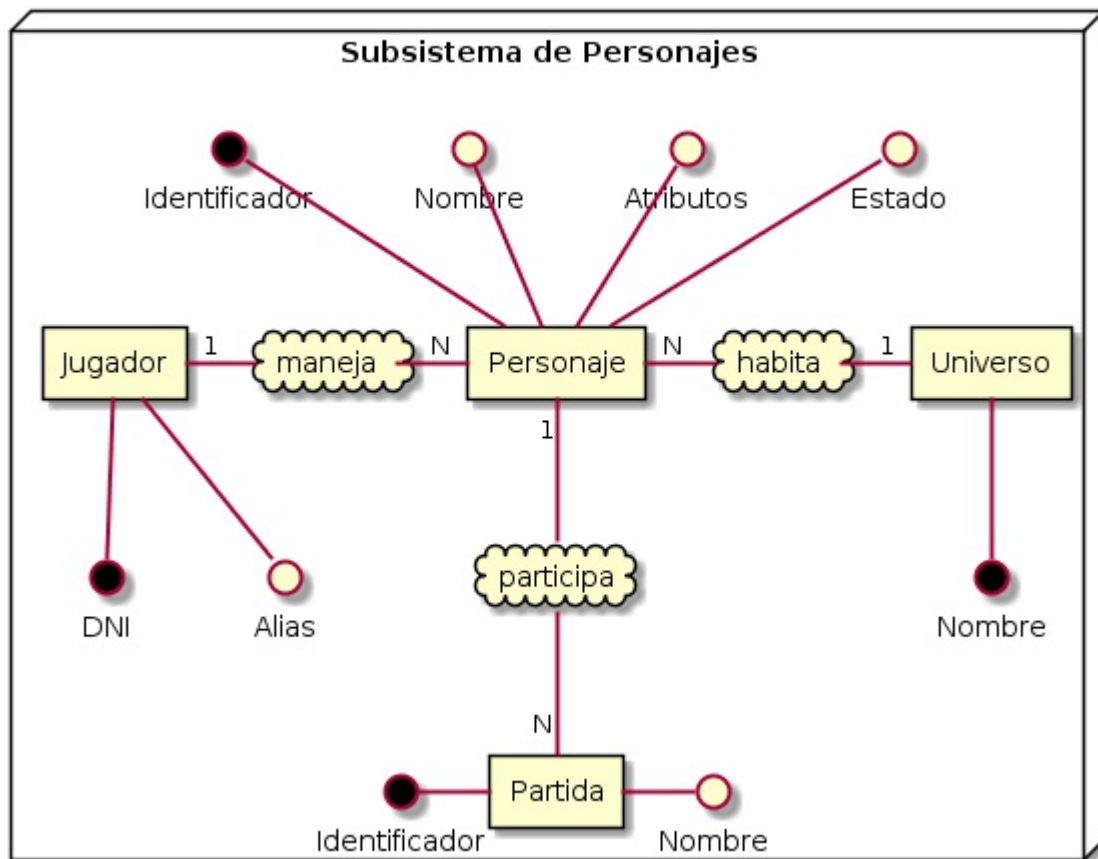 Subsistema de Personajes
Identificador
Nombre
Atributos
Estado
Jugador
1
maneja
N
Personaje
N
habita
1
Universo
1
participa
DNI
Alias
Nombre
N
Partida
Identificador
Nombre